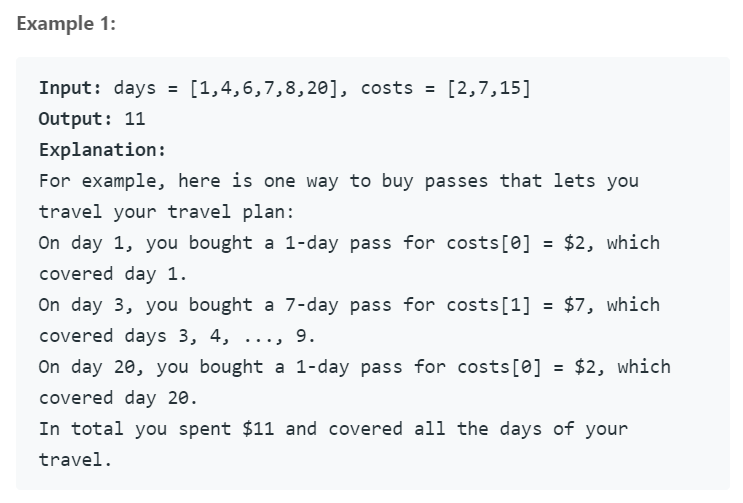 Example 1:
Input: days = [1,4,6,7,8,20], costs = [2,7,15]
Output: 11
Explanation:
For example, here is one way to buy passes that lets you
travel your travel plan:
On day 1, you bought a 1-day pass for costs[0] = $2, which
covered day 1.
On day 3, you bought a 7-day pass for costs[1] = $7, which
covered days 3, 4, ..., 9.
On day 20, you bought a 1-day pass for costs[0] = $2, which
covered day 20.
In total you spent $11 and covered all the days of your
travel.